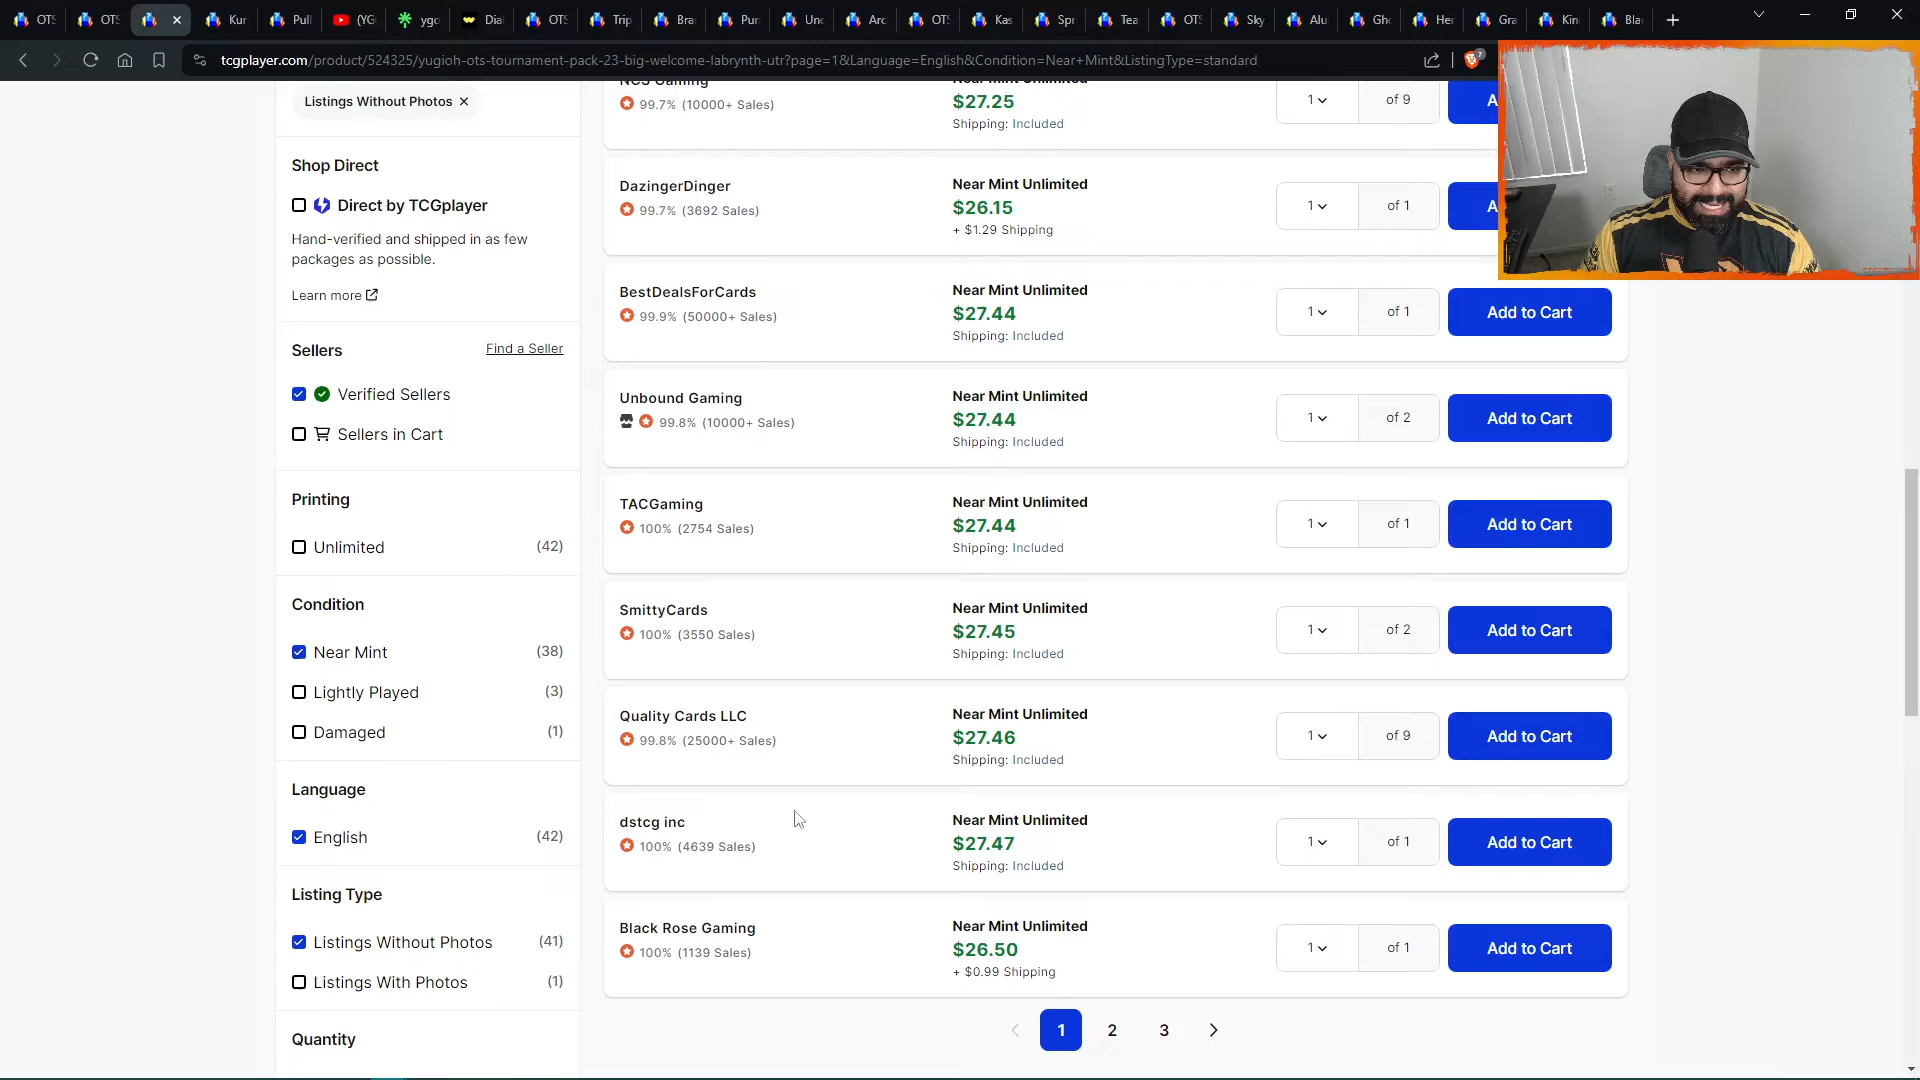 OTS
OTS
Kur
Pull
(YG
ygo
Dia
OTS
Trip
Bra
Pur
Unc
Arc
OTS
Kas
Spr
Tea
OTS
Sky
Alu
Gho
Her
Gra
Kin
Bla
tcgplayer.com/product/524325/yugioh-ots-tournament-pack-23-big-welcome-labrynth-utr?page=1&Language=English&Condition=Near+Mint&ListingType=standard
7
Listings Without Photos
Shop Direct
Direct by TCGplayer
Hand-verified and shipped in as few
packages as possible.
Learn more
Sellers
Find a Seller
Verified Sellers
Sellers in Cart
Printing
Unlimited (42)
Condition
Near Mint (38)
Lightly Played (3)
Damaged (1)
Language
English (42)
Listing Type
Listings Without Photos (41)
Listings With Photos (1)
Quantity
NCS Gaming
99.7% (10000+ Sales)
Near Mint Unlimited
$27.25
Shipping: Included
1 of 9
A
DazingerDinger
99.7% (3692 Sales)
Near Mint Unlimited
$26.15
+ $1.29 Shipping
1 of 1
A
BestDealsForCards
99.9% (50000+ Sales)
Near Mint Unlimited
$27.44
Shipping: Included
1 of 1
Add to Cart
Unbound Gaming
99.8% (10000+ Sales)
Near Mint Unlimited
$27.44
Shipping: Included
1 of 2
Add to Cart
TACGaming
100% (2754 Sales)
Near Mint Unlimited
$27.44
Shipping: Included
1 of 1
Add to Cart
SmittyCards
100% (3550 Sales)
Near Mint Unlimited
$27.45
Shipping: Included
1 of 2
Add to Cart
Quality Cards LLC
99.8% (25000+ Sales)
Near Mint Unlimited
$27.46
Shipping: Included
1 of 9
Add to Cart
dstcg inc
100% (4639 Sales)
Near Mint Unlimited
$27.47
Shipping: Included
1 of 1
Add to Cart
Black Rose Gaming
100% (1139 Sales)
Near Mint Unlimited
$26.50
+ $0.99 Shipping
1 of 1
Add to Cart
1 2 3